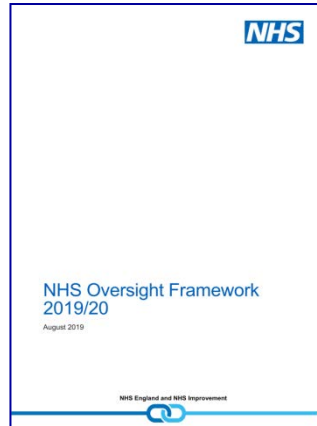 NHS
NHS Oversight Framework
2019/20
August 2019
NHS England and NHS Improvement